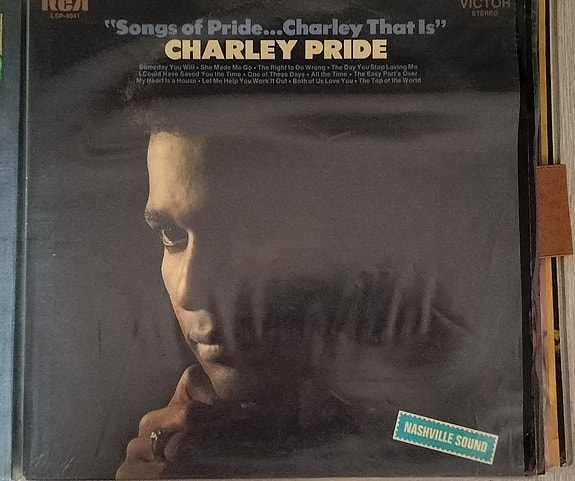 RCA
VICTOR
LSP-4041
STEREO
"Songs of Pride...Charley That Is"
CHARLEY PRIDE
Someday You Will • She Made Me Go • The Right to Do Wrong • The Day You Stop Loving Me
I Could Have Saved You the Time • One of These Days • All the Time • The Easy Part's Over
My Heart Is a House • Let Me Help You Work It Out • Both of Us Love You • The Top of the World
NASHVILLE SOUND